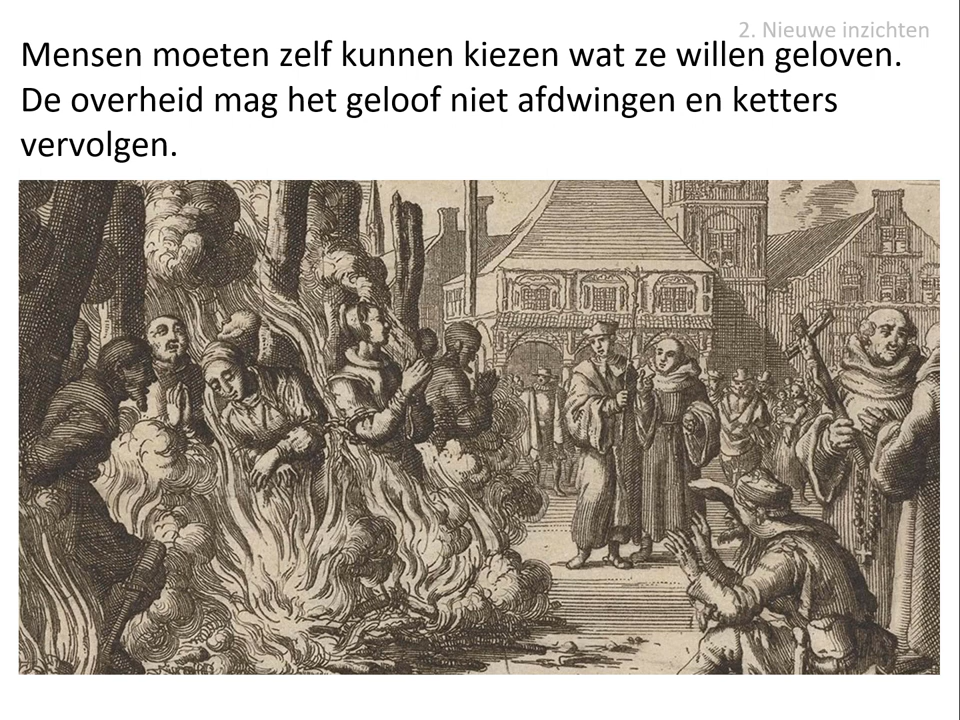 2. Nieuwe inzichten
Mensen moeten zelf kunnen kiezen wat ze willen geloven.
De overheid mag het geloof niet afdwingen en ketters
vervolgen.